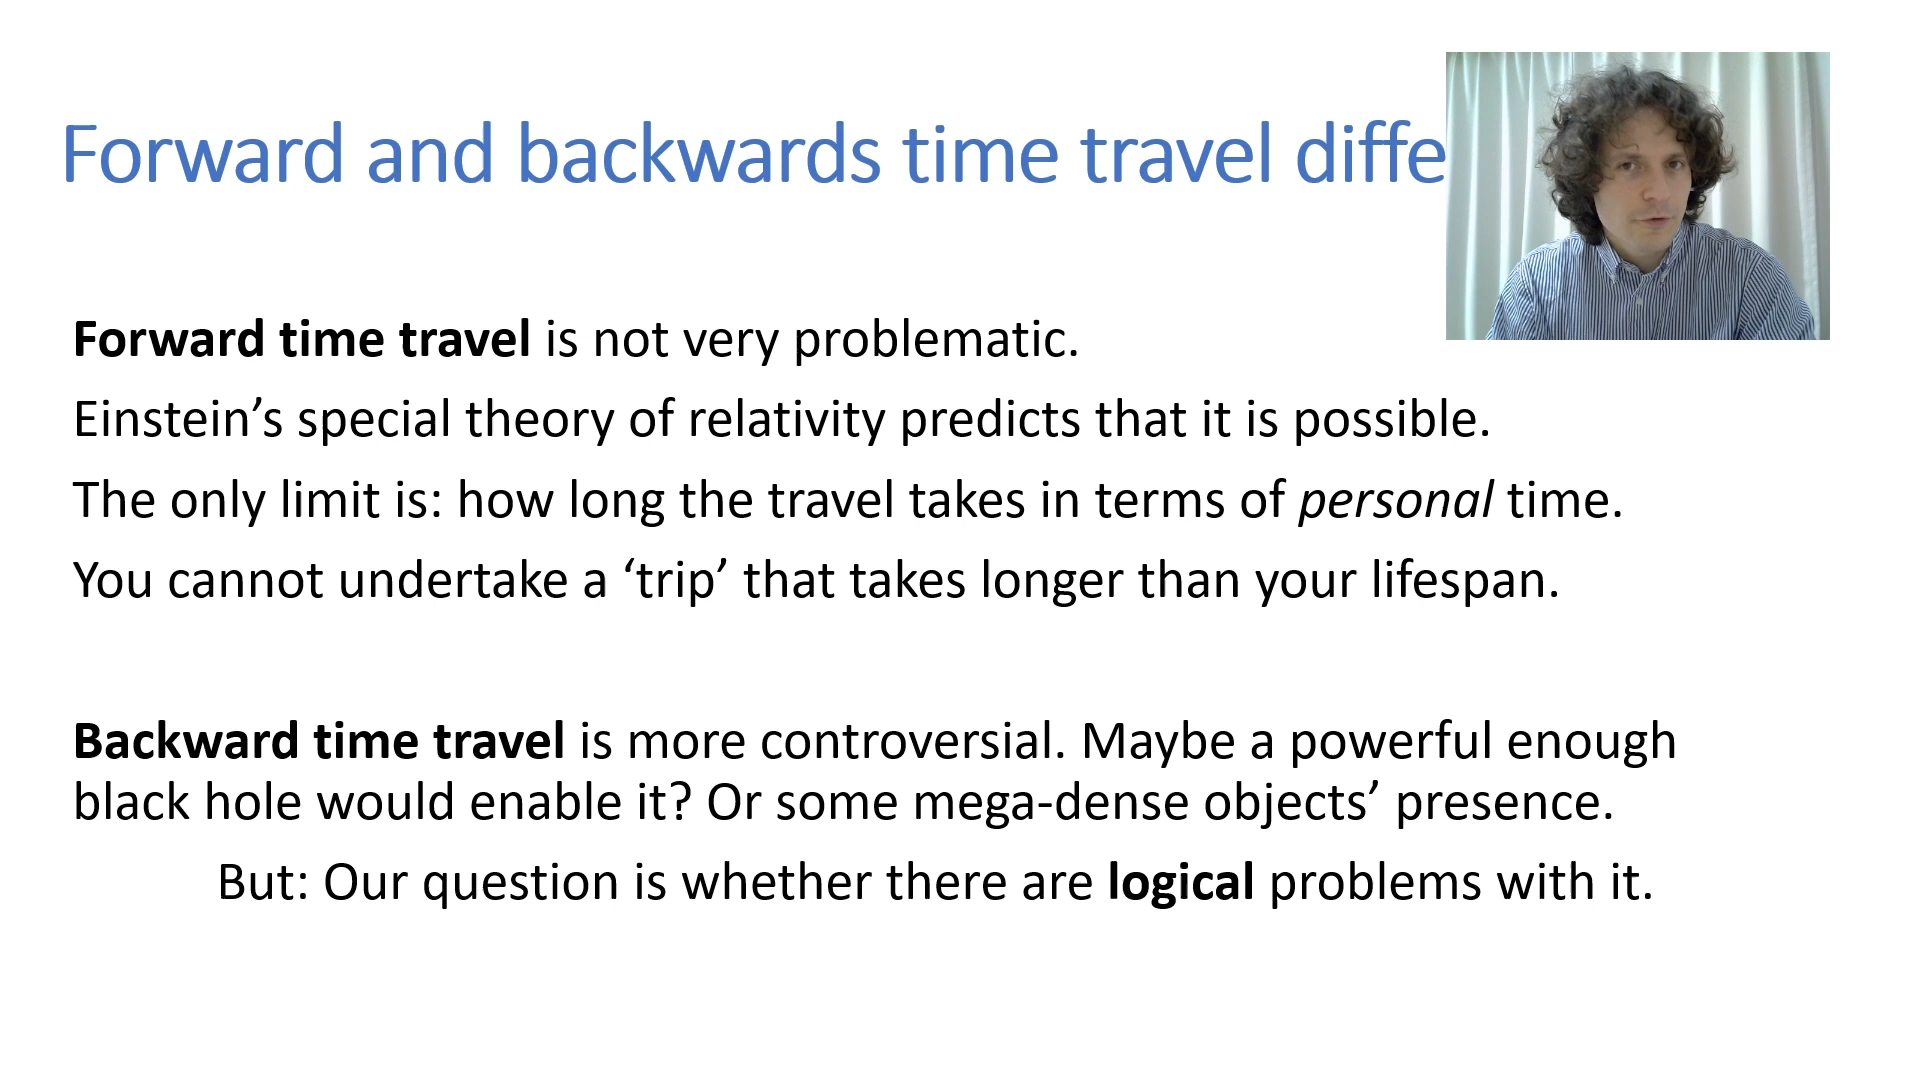 Forward and backwards time travel diffe
Forward time travel is not very problematic.
Einstein’s special theory of relativity predicts that it is possible.
The only limit is: how long the travel takes in terms of personal time.
You cannot undertake a ‘trip’ that takes longer than your lifespan.
Backward time travel is more controversial. Maybe a powerful enough
black hole would enable it? Or some mega-dense objects’ presence.
But: Our question is whether there are logical problems with it.